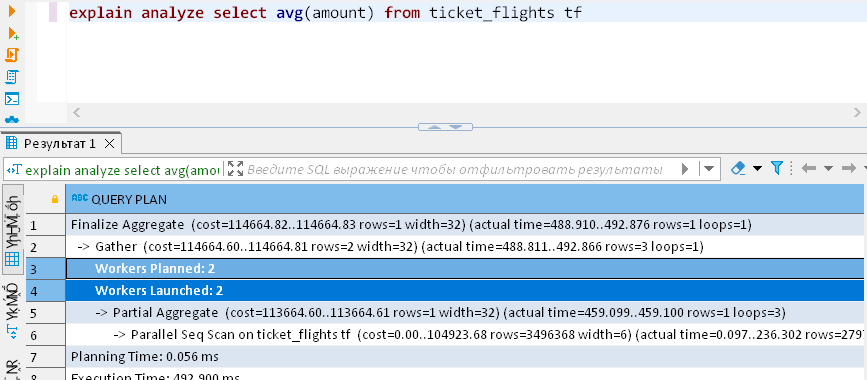 explain analyze select avg(amount) from ticket_flights tf
Результат 1
explain analyze select avg(amou
Введите SQL выражение чтобы отфильтровать результаты
ABC QUERY PLAN
1 Finalize Aggregate (cost=114664.82..114664.83 rows=1 width=32) (actual time=488.910..492.876 rows=1 loops=1)
2 -> Gather (cost=114664.60..114664.81 rows=2 width=32) (actual time=488.811..492.866 rows=3 loops=1)
3 Workers Planned: 2
4 Workers Launched: 2
5 -> Partial Aggregate (cost=113664.60..113664.61 rows=1 width=32) (actual time=459.099..459.100 rows=1 loops=3)
6 -> Parallel Seq Scan on ticket_flights tf (cost=0.00..104923.68 rows=3496368 width=6) (actual time=0.097..236.302 rows=2797
7 Planning Time: 0.056 ms
8 Execution Time: 492.900 ms